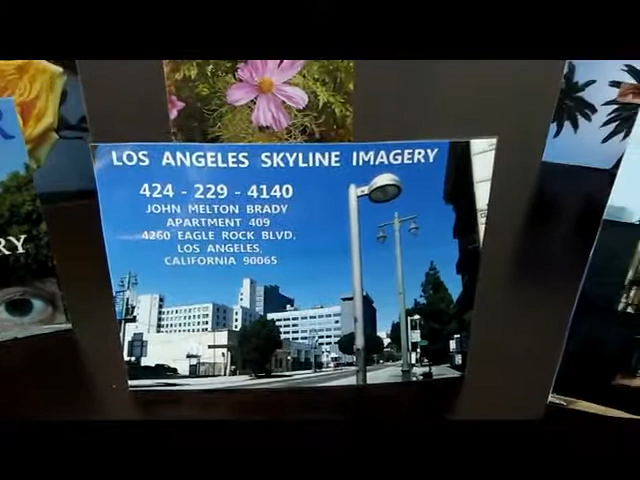 LOS ANGELES SKYLINE IMAGERY
424 - 229 - 4140
JOHN MELTON BRADY
APARTMENT 409
4260 EAGLE ROCK BLVD.
LOS ANGELES,
CALIFORNIA 90065
RY